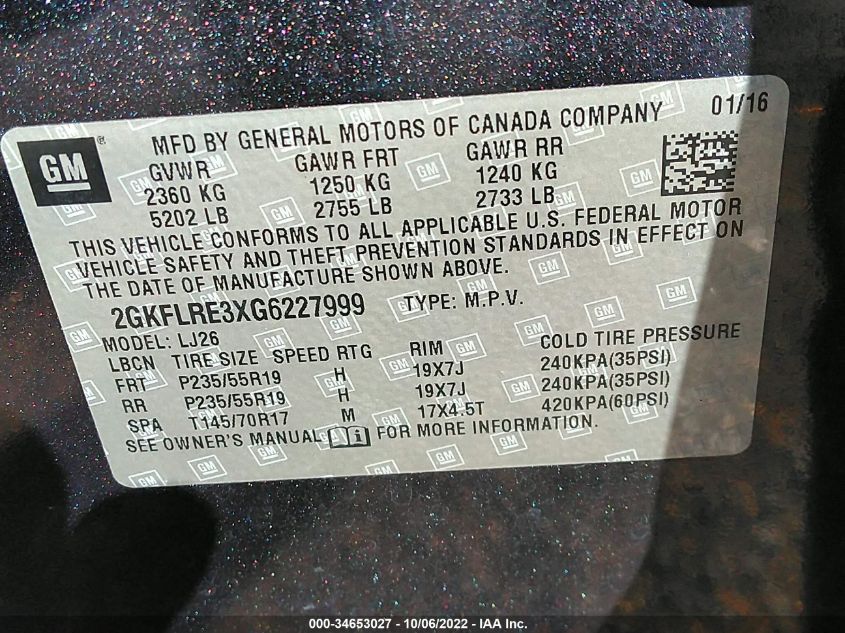 MFD BY GENERAL MOTORS OF CANADA COMPANY 01/16
GM ®
GVWR GAWR FRT GAWR RR
2360 KG 1250 KG 1240 KG
5202 LB 2755 LB 2733 LB
THIS VEHICLE CONFORMS TO ALL APPLICABLE U.S. FEDERAL MOTOR
VEHICLE SAFETY AND THEFT PREVENTION STANDARDS IN EFFECT ON
THE DATE OF MANUFACTURE SHOWN ABOVE.
2GKFLRE3XG6227999 TYPE: M.P.V.
MODEL: LJ26
LBCN TIRE SIZE SPEED RTG RIM COLD TIRE PRESSURE
FRT P235/55R19 H 19X7J 240KPA(35PSI)
RR P235/55R19 H 19X7J 240KPA(35PSI)
SPA T145/70R17 M 17X4.5T 420KPA(60PSI)
SEE OWNER'S MANUAL i FOR MORE INFORMATION.
000-34653027 - 10/06/2022 - IAA Inc.